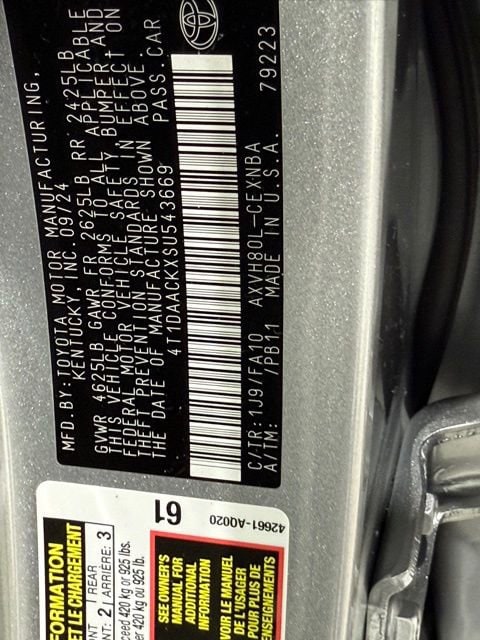 MFD. BY: TOYOTA MOTOR MANUFACTURING,
KENTUCKY, INC. 09/24
GVWR 4625LB GAWR FR 2625LB RR 2425LB
THIS VEHICLE CONFORMS TO ALL APPLICABLE
FEDERAL MOTOR VEHICLE SAFETY, BUMPER, AND
THEFT PREVENTION STANDARDS IN EFFECT ON
THE DATE OF MANUFACTURE SHOWN ABOVE.
4T1DAACKXSU543669 PASS. CAR
C/TR: 1J9/FA10 AXVH80L-CEXNBA
A/TM: /PB11 MADE IN U.S.A. 79223
FORMATION
ET LE CHARGEMENT
REAR
2 ARRIÈRE: 3
420 kg or 925 lbs.
420 kg ou 925 lb.
61
42661-A0020
SEE OWNER'S
MANUAL FOR
ADDITIONAL
INFORMATION
VOIR LE MANUEL
DE L'USAGER
POUR PLUS DE
RENSEIGNEMENTS